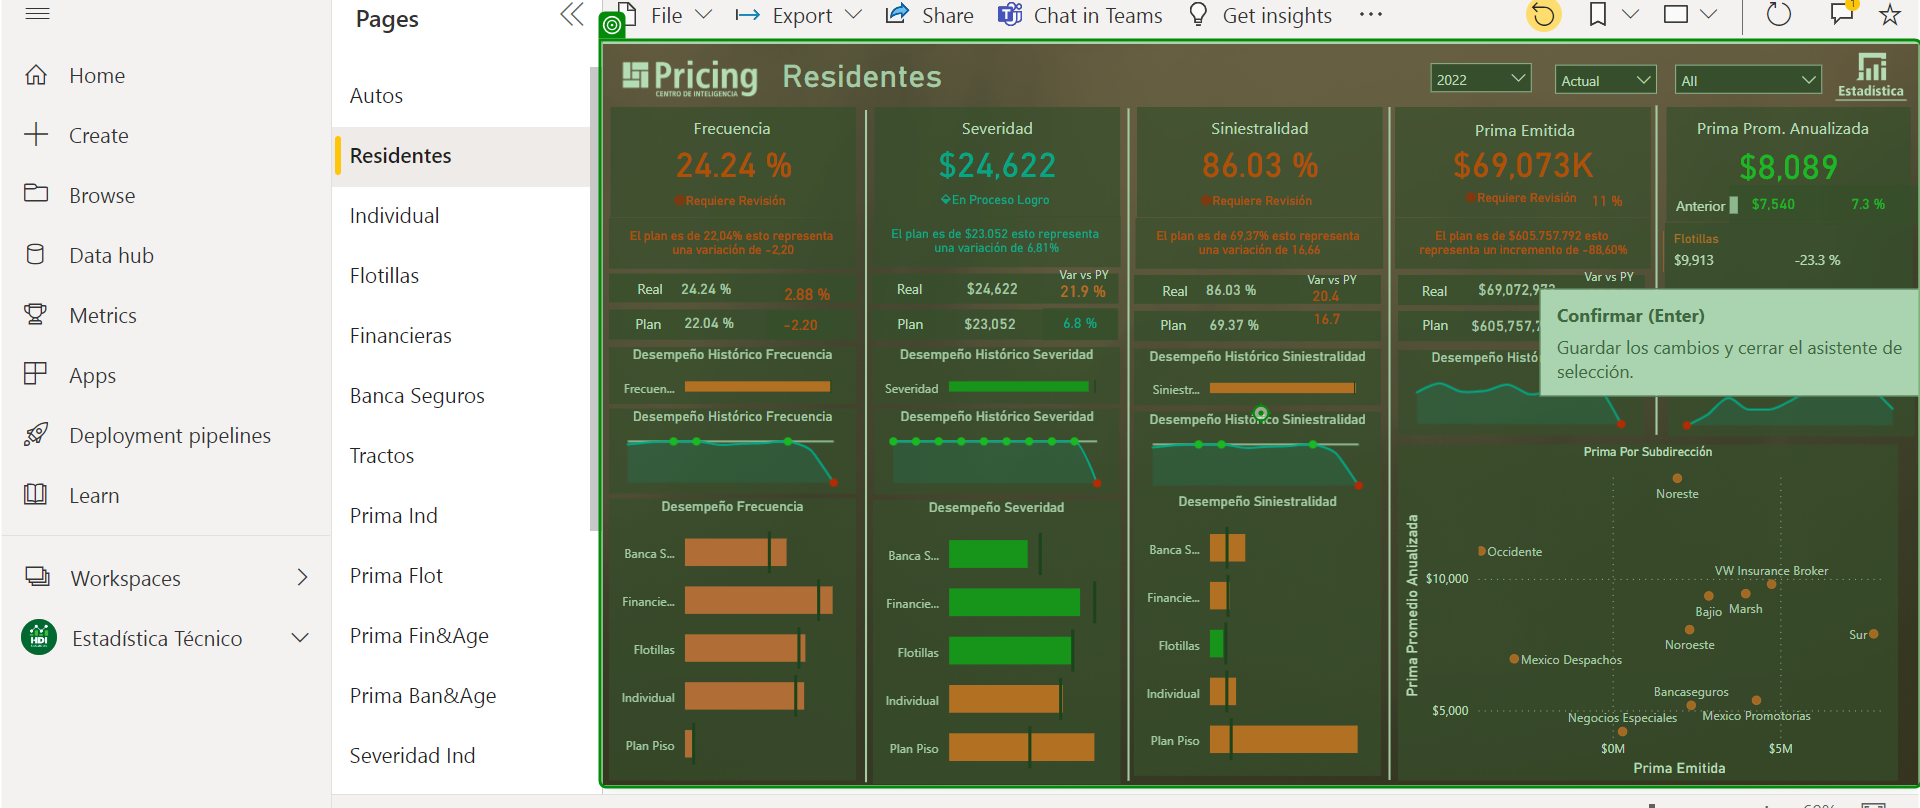 Pages
File
Export
Share
Chat in Teams
Get insights
1
Home
Create
Browse
Data hub
Metrics
Apps
Deployment pipelines
Learn
Workspaces
HDI
Estadística Técnico
Autos
Residentes
Individual
Flotillas
Financieras
Banca Seguros
Tractos
Prima Ind
Prima Flot
Prima Fin&Age
Prima Ban&Age
Severidad Ind
Pricing
CENTRO DE INTELIGENCIA
Residentes
2022
Actual
All
Estadística
Frecuencia
24.24 %
Requiere Revisión
El plan es de 22,04% esto representa
una variación de -2,20
Real 24.24 % 2.88 %
Plan 22.04 % -2.20
Desempeño Histórico Frecuencia
Frecuen...
Desempeño Histórico Frecuencia
Desempeño Frecuencia
Banca S...
Financie...
Flotillas
Individual
Plan Piso
Severidad
$24,622
En Proceso Logro
El plan es de $23.052 esto representa
una variación de 6,81%
Var vs PY
Real $24,622 21.9 %
Plan $23,052 6.8 %
Desempeño Histórico Severidad
Severidad
Desempeño Histórico Severidad
Desempeño Severidad
Banca S...
Financie...
Flotillas
Individual
Plan Piso
Siniestralidad
86.03 %
Requiere Revisión
El plan es de 69,37% esto representa
una variación de 16,66
Var vs PY
Real 86.03 % 20.4
Plan 69.37 % 16.7
Desempeño Histórico Siniestralidad
Siniestr...
Desempeño Histórico Siniestralidad
Desempeño Siniestralidad
Banca S...
Financie...
Flotillas
Individual
Plan Piso
Prima Emitida
$69,073K
Requiere Revisión 11 %
El plan es de $605.757.792 esto
representa un incremento de -88,60%
Var vs PY
Real $69,072,973
Plan $605,757,7
Desempeño Histó
Prima Prom. Anualizada
$8,089
Anterior $7,540 7.3 %
Flotillas
$9,913 -23.3 %
Confirmar (Enter)
Guardar los cambios y cerrar el asistente de
selección.
Prima Por Subdirección
Prima Promedio Anualizada
$10,000
$5,000
Noreste
Occidente
VW Insurance Broker
Bajio
Marsh
Noroeste
Sur
Mexico Despachos
Bancaseguros
Negocios Especiales
Mexico Promotorias
$0M
$5M
Prima Emitida